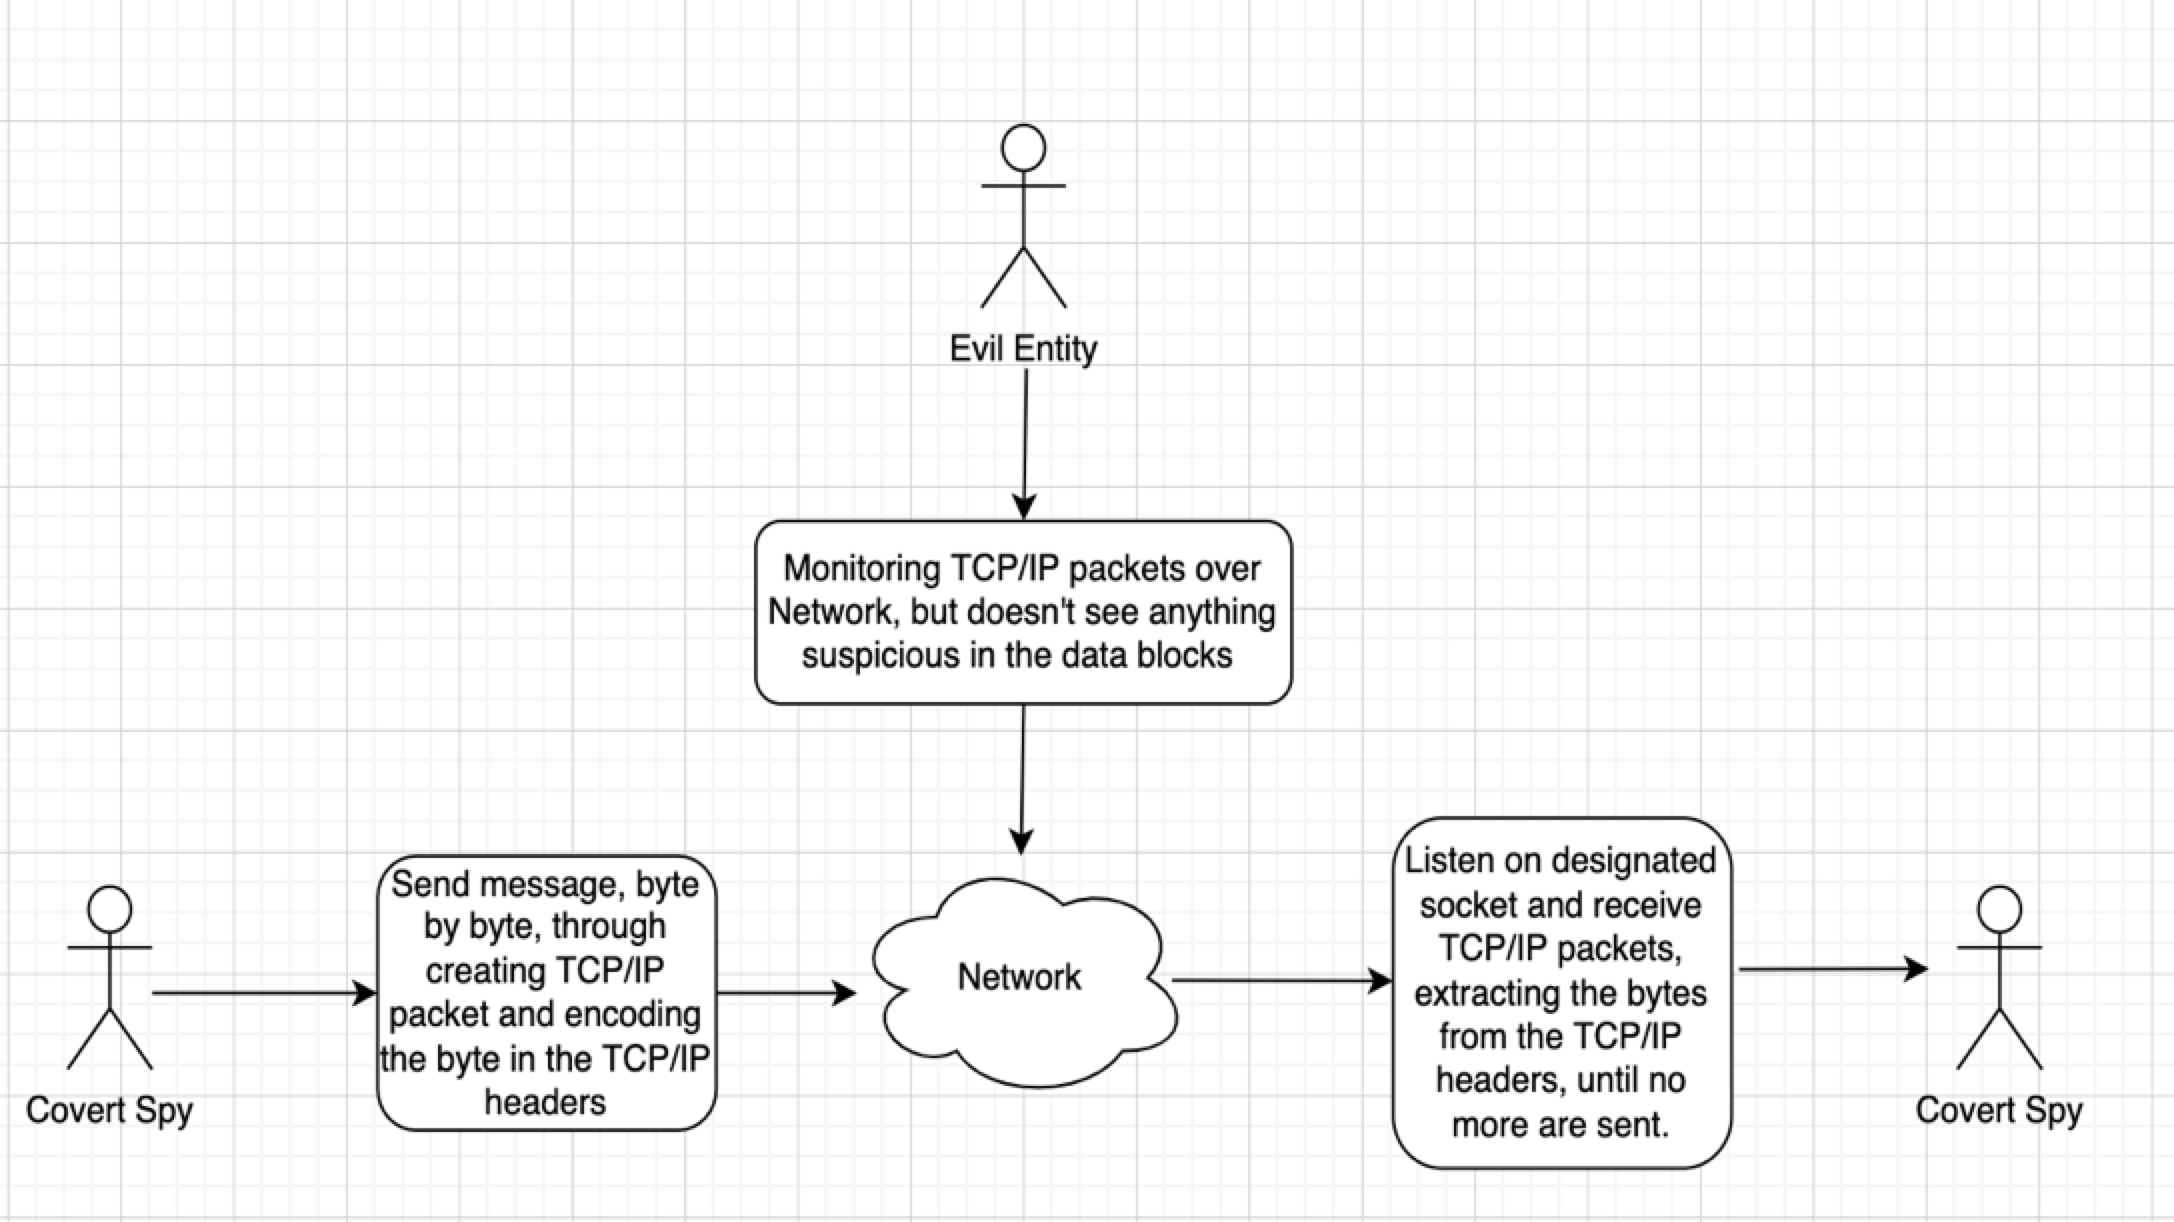 Evil Entity
Monitoring TCP/IP packets over
Network, but doesn't see anything
suspicious in the data blocks
Send message, byte
by byte, through
creating TCP/IP
packet and encoding
the byte in the TCP/IP
headers
Covert Spy
Network
Listen on designated
socket and receive
TCP/IP packets,
extracting the bytes
from the TCP/IP
headers, until no
more are sent.
Covert Spy